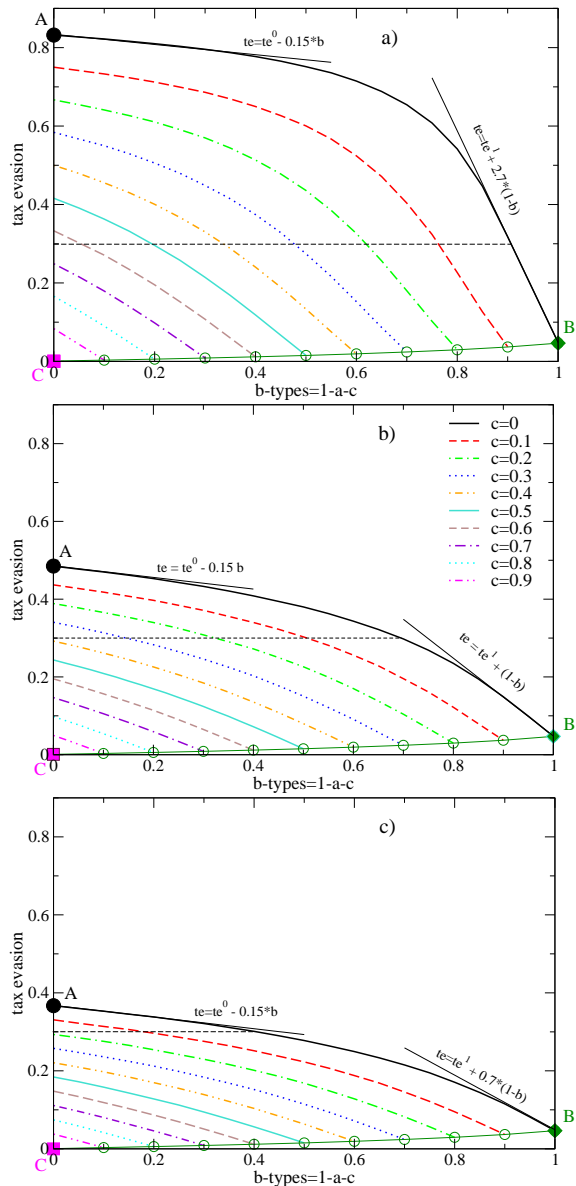 A
a)
te=te⁰ - 0.15*b
te=te¹ + 2.7*(1-b)
tax evasion
0.8
0.6
0.4
0.2
0
B
C
0 0.2 0.4 0.6 0.8 1
b-types=1-a-c
b)
c=0
c=0.1
c=0.2
c=0.3
c=0.4
c=0.5
c=0.6
c=0.7
c=0.8
c=0.9
A
te = te⁰ - 0.15 b
te = te¹ + (1-b)
tax evasion
0.8
0.6
0.4
0.2
0
B
C
0 0.2 0.4 0.6 0.8 1
b-types=1-a-c
c)
A
te=te⁰ - 0.15*b
te=te¹ + 0.7*(1-b)
tax evasion
0.8
0.6
0.4
0.2
0
B
C
0 0.2 0.4 0.6 0.8 1
b-types=1-a-c